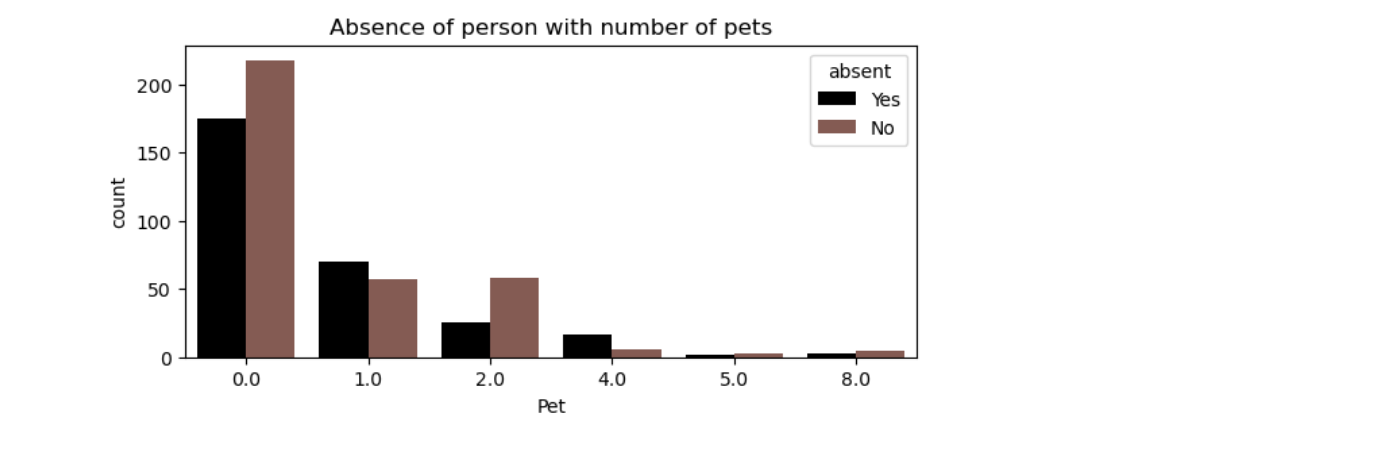 Absence of person with number of pets
absent
Yes
No
200
150
100
50
0
count
0.0 1.0 2.0 4.0 5.0 8.0
Pet